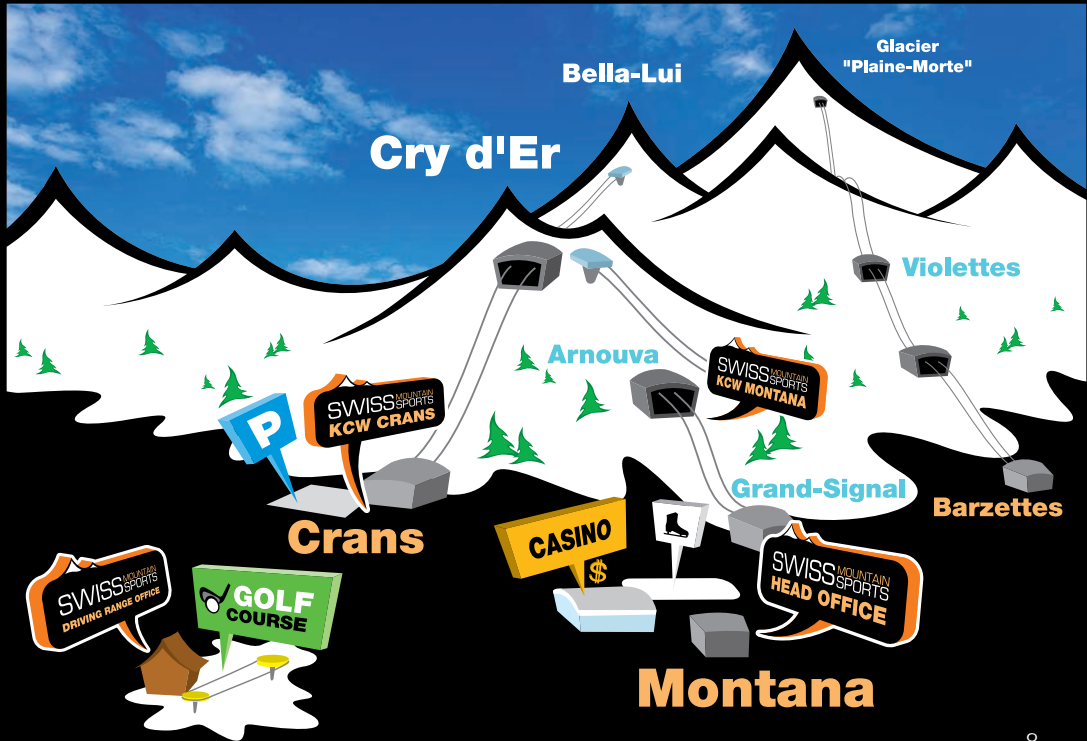 Glacier
"Plaine-Morte"
Bella-Lui
Cry d'Er
Violettes
Arnouva
SWISS MOUNTAIN SPORTS
KCW MONTANA
SWISS MOUNTAIN SPORTS
KCW CRANS
P
Grand-Signal
Barzettes
Crans
CASINO
$
SWISS MOUNTAIN SPORTS
HEAD OFFICE
SWISS MOUNTAIN SPORTS
DRIVING RANGE OFFICE
GOLF
COURSE
Montana